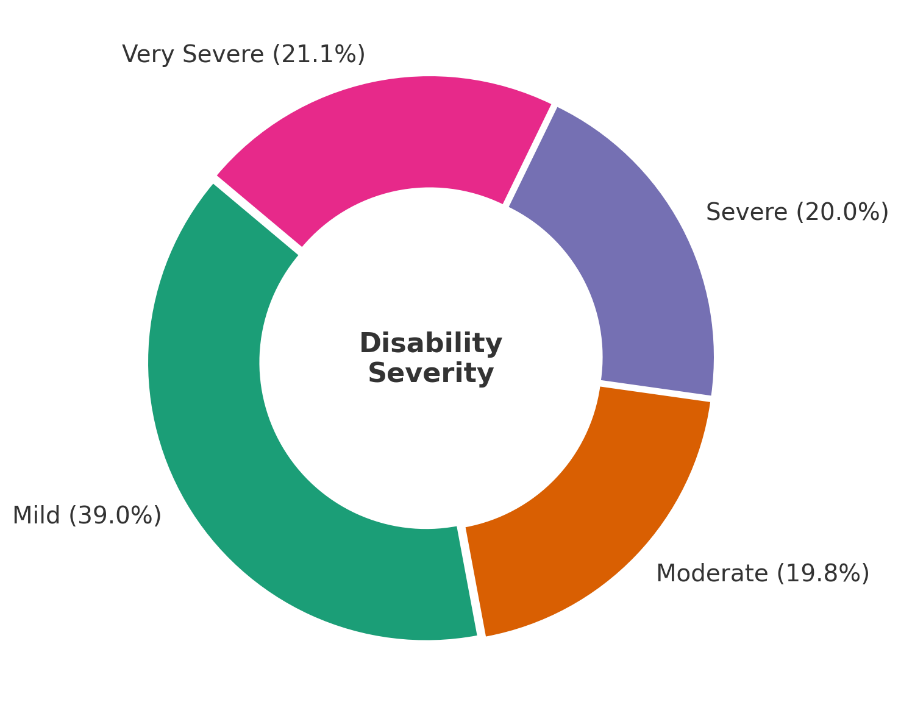 Very Severe (21.1%)
Severe (20.0%)
Disability
Severity
Mild (39.0%)
Moderate (19.8%)